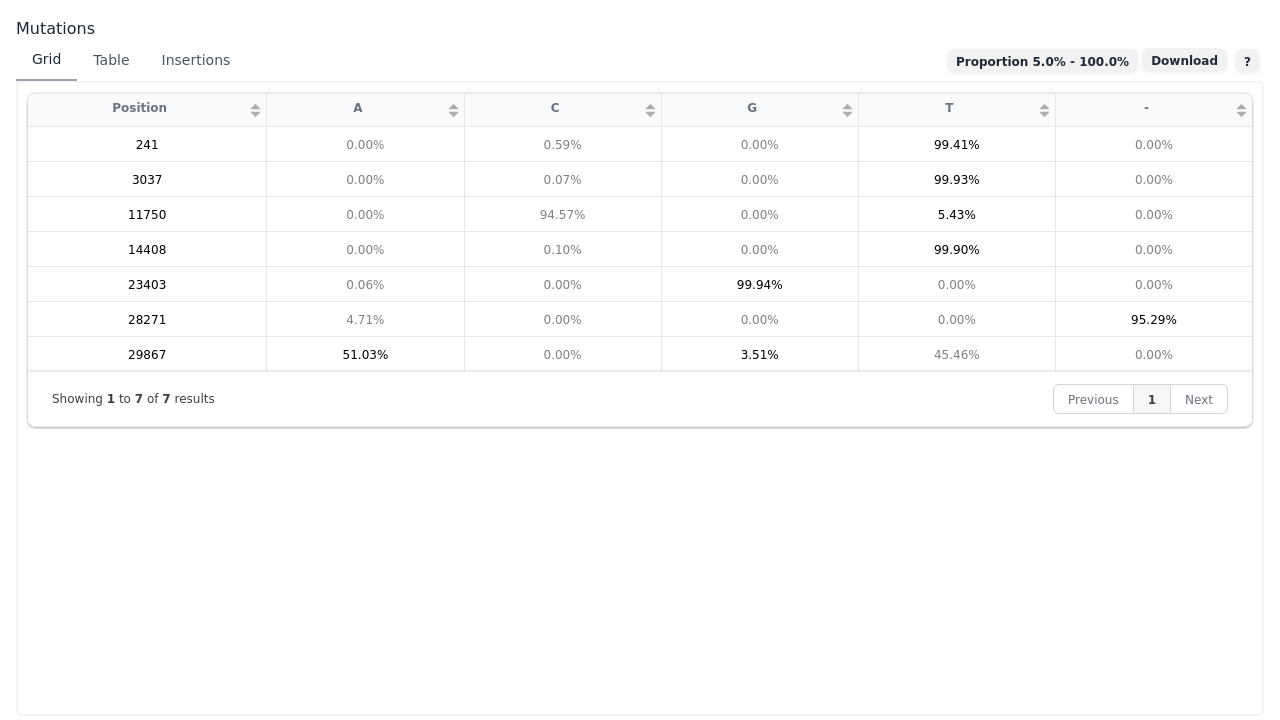 Mutations
Grid Table Insertions Proportion 5.0% - 100.0% Download ?
Position A C G T -
241 0.00% 0.59% 0.00% 99.41% 0.00%
3037 0.00% 0.07% 0.00% 99.93% 0.00%
11750 0.00% 94.57% 0.00% 5.43% 0.00%
14408 0.00% 0.10% 0.00% 99.90% 0.00%
23403 0.06% 0.00% 99.94% 0.00% 0.00%
28271 4.71% 0.00% 0.00% 0.00% 95.29%
29867 51.03% 0.00% 3.51% 45.46% 0.00%
Showing 1 to 7 of 7 results Previous 1 Next